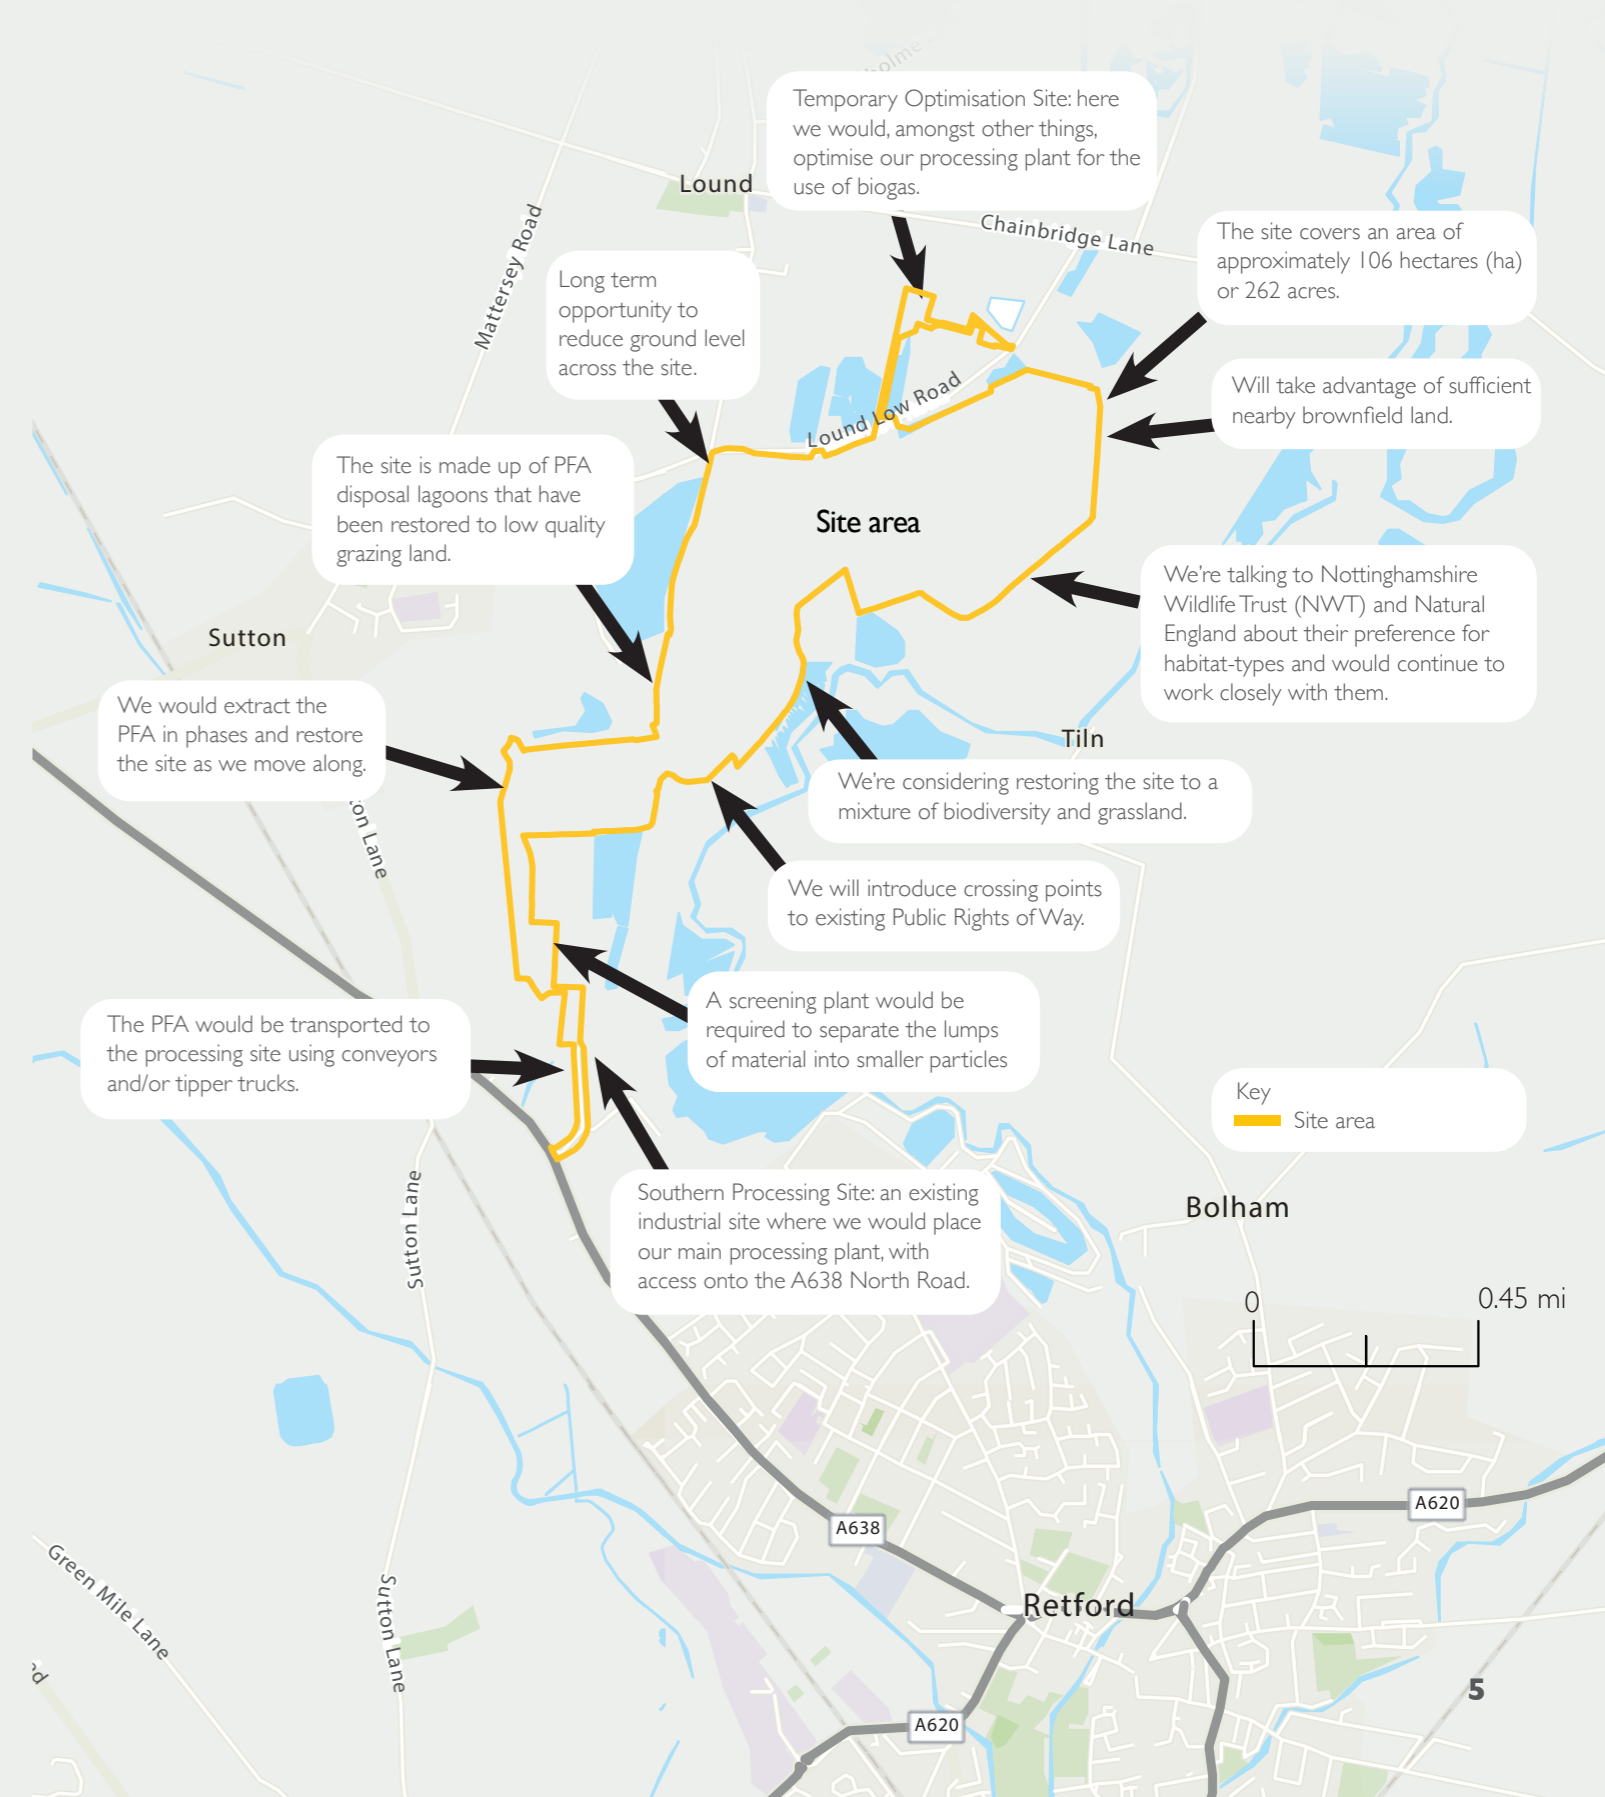 Temporary Optimisation Site: here
we would, amongst other things,
optimise our processing plant for the
use of biogas.
Lound
Chainbridge Lane
Mattersey Road
The site covers an area of
approximately 106 hectares (ha)
or 262 acres.
Long term
opportunity to
reduce ground level
across the site.
Will take advantage of sufficient
nearby brownfield land.
Lound Low Road
The site is made up of PFA
disposal lagoons that have
been restored to low quality
grazing land.
Site area
We're talking to Nottinghamshire
Wildlife Trust (NWT) and Natural
England about their preference for
habitat-types and would continue to
work closely with them.
Sutton
We would extract the
PFA in phases and restore
the site as we move along.
Tiln
We're considering restoring the site to a
mixture of biodiversity and grassland.
Lane
We will introduce crossing points
to existing Public Rights of Way.
A screening plant would be
required to separate the lumps
of material into smaller particles
The PFA would be transported to
the processing site using conveyors
and/or tipper trucks.
Key
Site area
Southern Processing Site: an existing
industrial site where we would place
our main processing plant, with
access onto the A638 North Road.
Sutton Lane
Bolham
0 0.45 mi
A638
A620
Green Mile Lane
Sutton Lane
Retford
A620
5